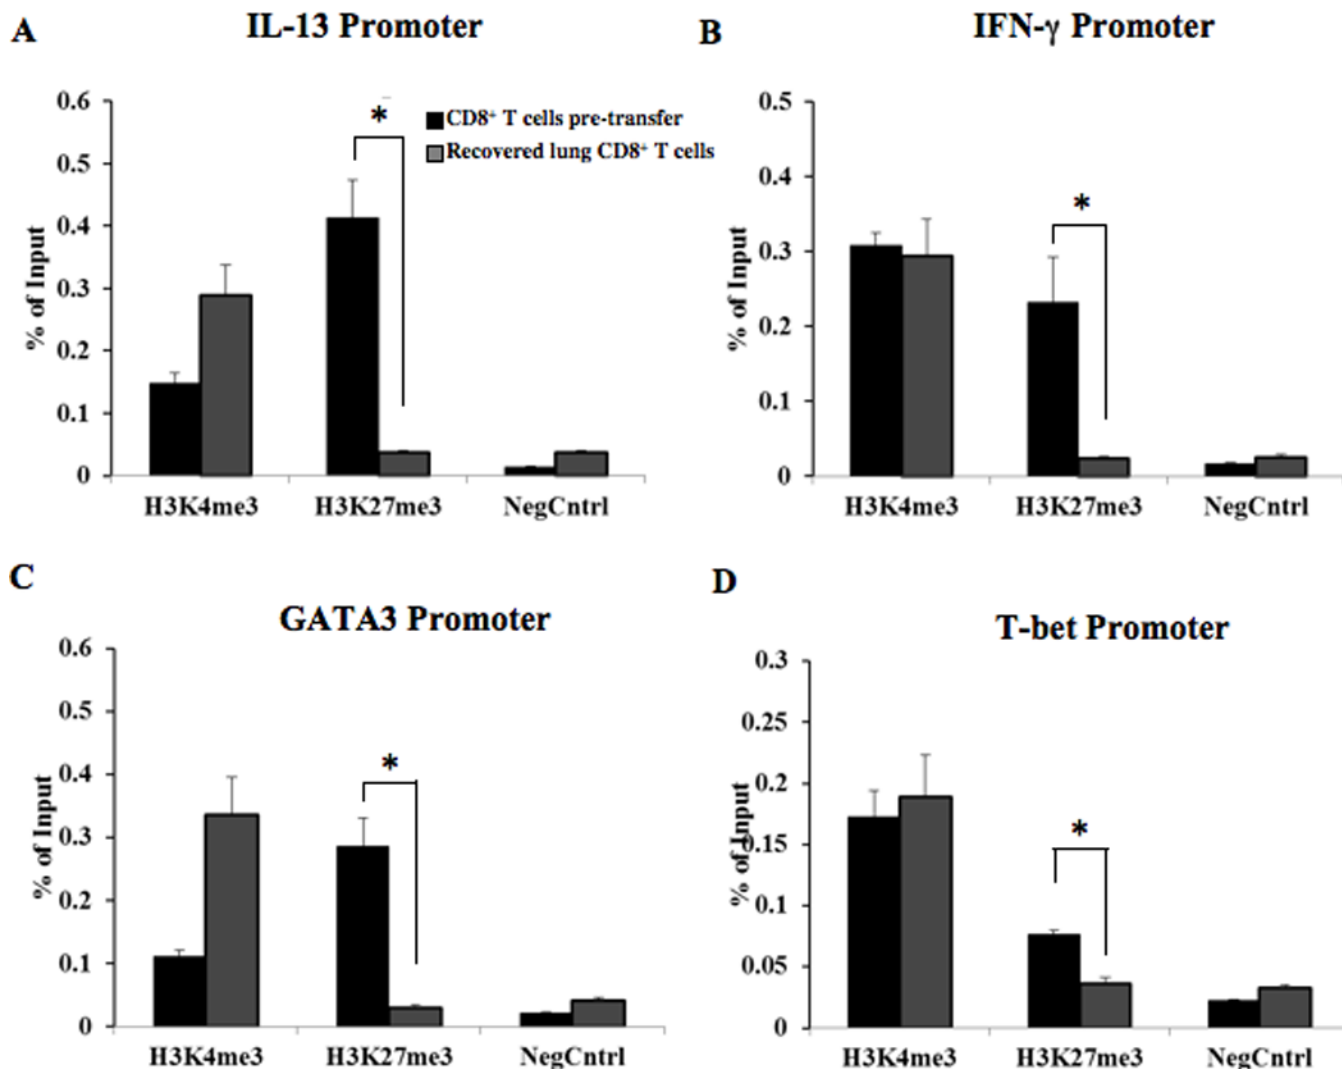 A
IL-13 Promoter
0.6
0.5
0.4
0.3
0.2
0.1
0
% of Input
*
CD8⁺ T cells pre-transfer
Recovered lung CD8⁺ T cells
H3K4me3 H3K27me3 NegCntrl
B
IFN-γ Promoter
0.5
0.4
0.3
0.2
0.1
0
% of Input
*
H3K4me3 H3K27me3 NegCntrl
C
GATA3 Promoter
0.6
0.5
0.4
0.3
0.2
0.1
0
% of Input
*
H3K4me3 H3K27me3 NegCntrl
D
T-bet Promoter
0.3
0.25
0.2
0.15
0.1
0.05
0
% of Input
*
H3K4me3 H3K27me3 NegCntrl